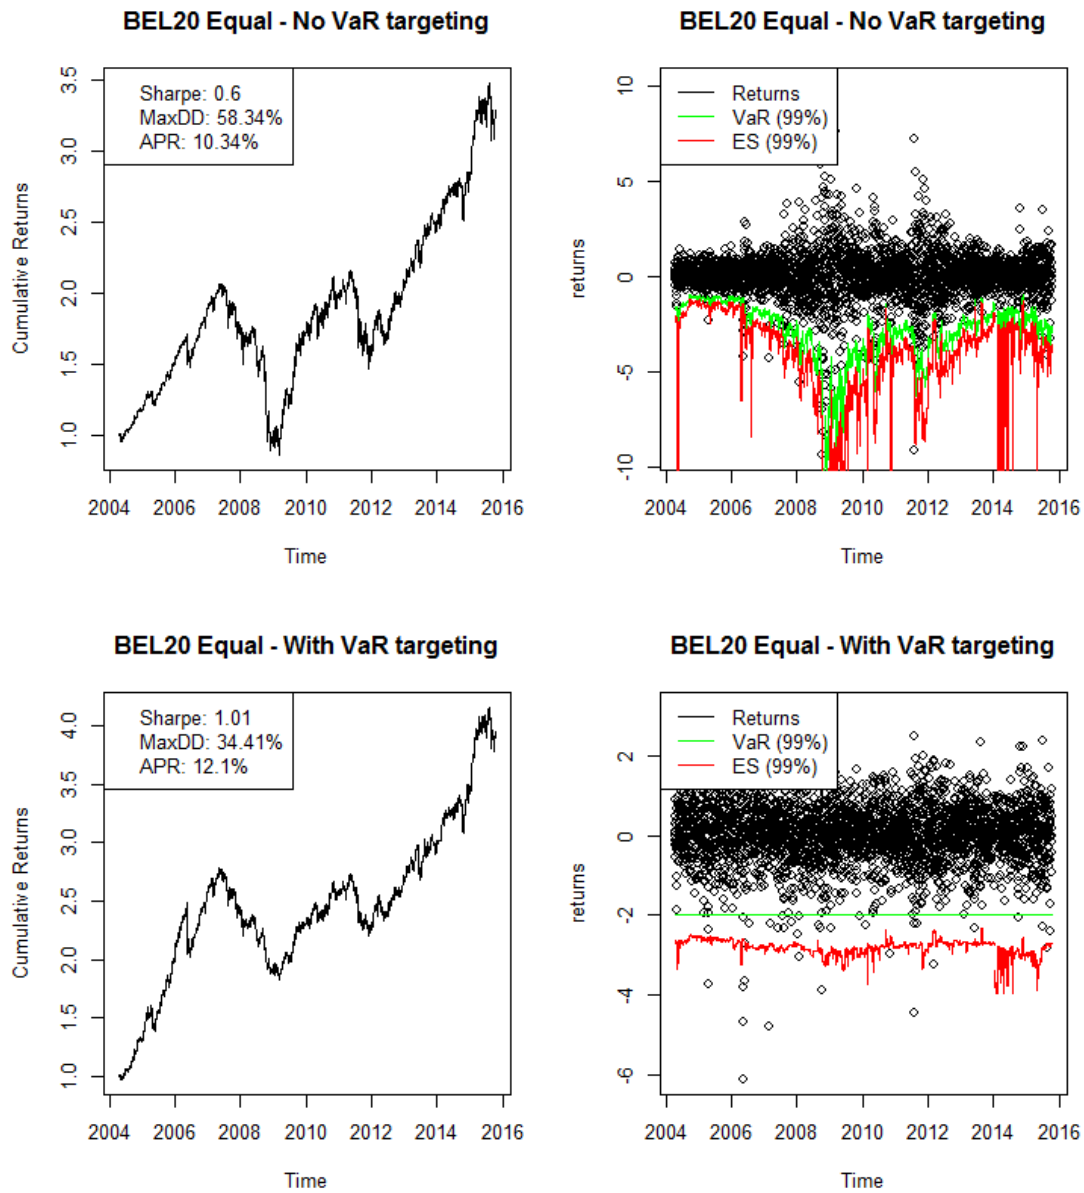 BEL20 Equal - No VaR targeting
Sharpe: 0.6
MaxDD: 58.34%
APR: 10.34%
Cumulative Returns
3.5
3.0
2.5
2.0
1.5
1.0
2004 2006 2008 2010 2012 2014 2016
Time
BEL20 Equal - No VaR targeting
Returns
VaR (99%)
ES (99%)
returns
10
5
0
-5
-10
2004 2006 2008 2010 2012 2014 2016
Time
BEL20 Equal - With VaR targeting
Sharpe: 1.01
MaxDD: 34.41%
APR: 12.1%
Cumulative Returns
4.0
3.5
3.0
2.5
2.0
1.5
1.0
2004 2006 2008 2010 2012 2014 2016
Time
BEL20 Equal - With VaR targeting
Returns
VaR (99%)
ES (99%)
returns
2
0
-2
-4
-6
2004 2006 2008 2010 2012 2014 2016
Time